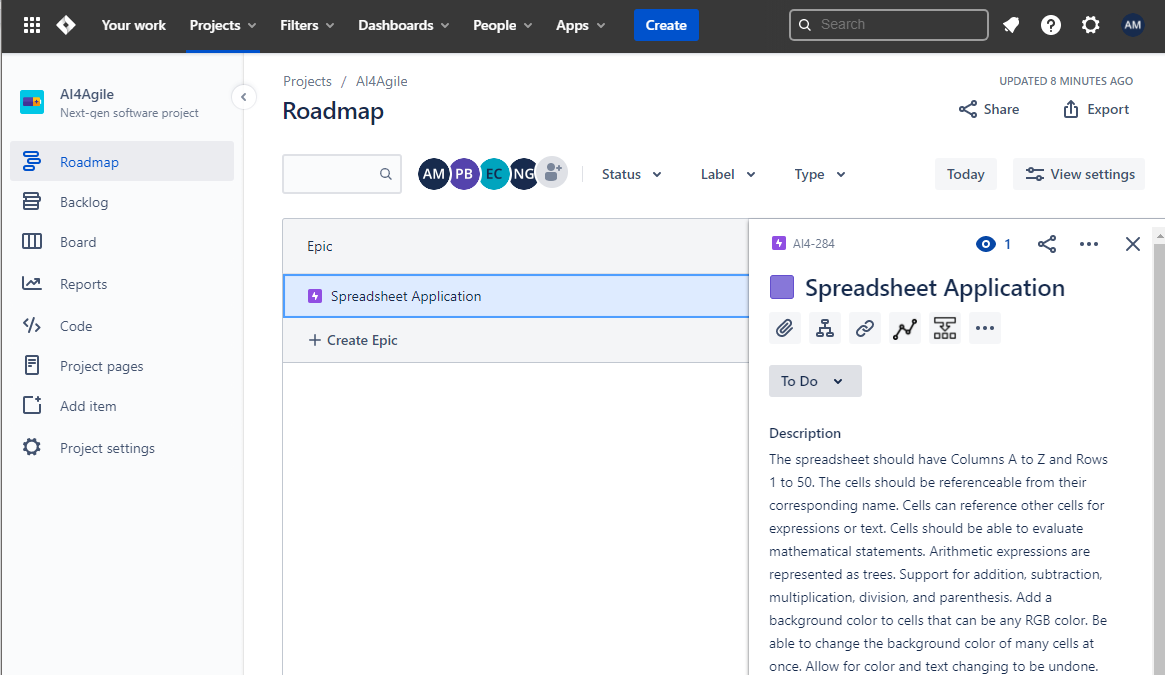 Your work Projects Filters Dashboards People Apps Create Search AM
AI4Agile
Next-gen software project
Roadmap
Backlog
Board
Reports
Code
Project pages
Add item
Project settings
Projects / AI4Agile
UPDATED 8 MINUTES AGO
Roadmap
Share Export
AM PB EC NG Status Label Type Today View settings
Epic
Spreadsheet Application
+ Create Epic
AI4-284 1
Spreadsheet Application
To Do
Description
The spreadsheet should have Columns A to Z and Rows
1 to 50. The cells should be referenceable from their
corresponding name. Cells can reference other cells for
expressions or text. Cells should be able to evaluate
mathematical statements. Arithmetic expressions are
represented as trees. Support for addition, subtraction,
multiplication, division, and parenthesis. Add a
background color to cells that can be any RGB color. Be
able to change the background color of many cells at
once. Allow for color and text changing to be undone.